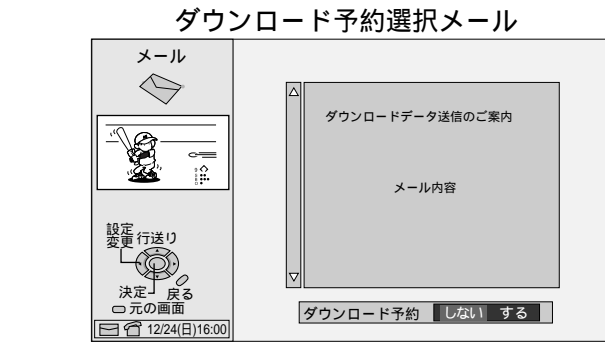 ダウンロード予約選択メール
メール
ダウンロードデータ送信のご案内
メール内容
設定
変更 行送り
決定 戻る
元の画面
12/24(日)16:00
ダウンロード予約 しない する